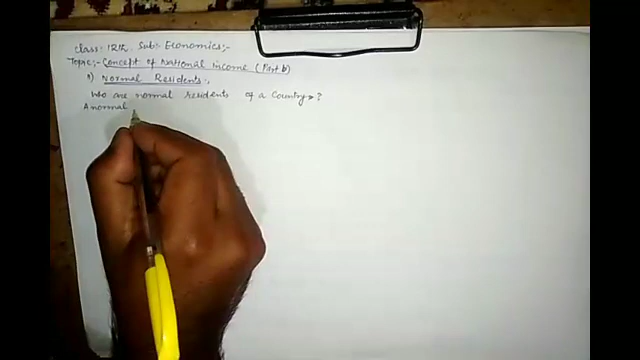 Class: 12th. Sub:- Economics;-
Topic;- Concept of National income (Part b)
8) Normal Residents:,
Who are normal residents of a Country ?
A normal